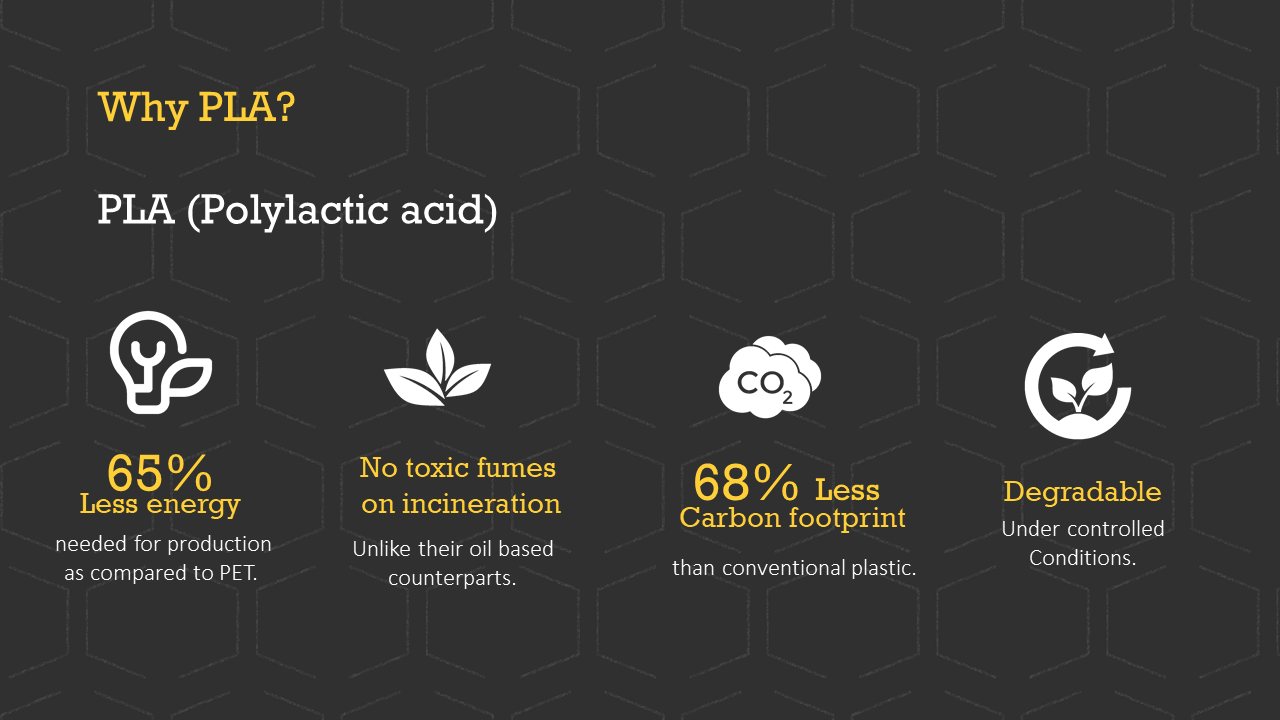 Why PLA?
PLA (Polylactic acid)
65%
Less energy
needed for production
as compared to PET.
No toxic fumes
on incineration
Unlike their oil based
counterparts.
CO2
68% Less
Carbon footprint
than conventional plastic.
Degradable
Under controlled
Conditions.